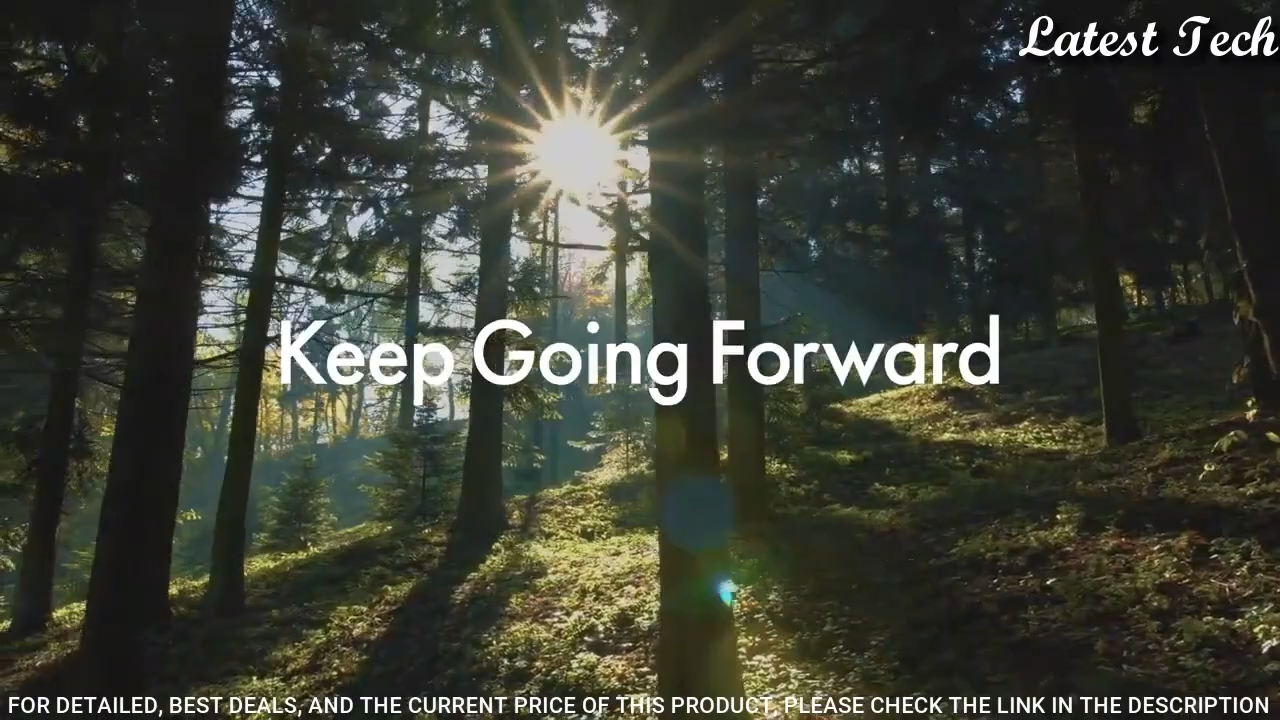 Latest Tech
Keep Going Forward
FOR DETAILED, BEST DEALS, AND THE CURRENT PRICE OF THIS PRODUCT, PLEASE CHECK THE LINK IN THE DESCRIPTION